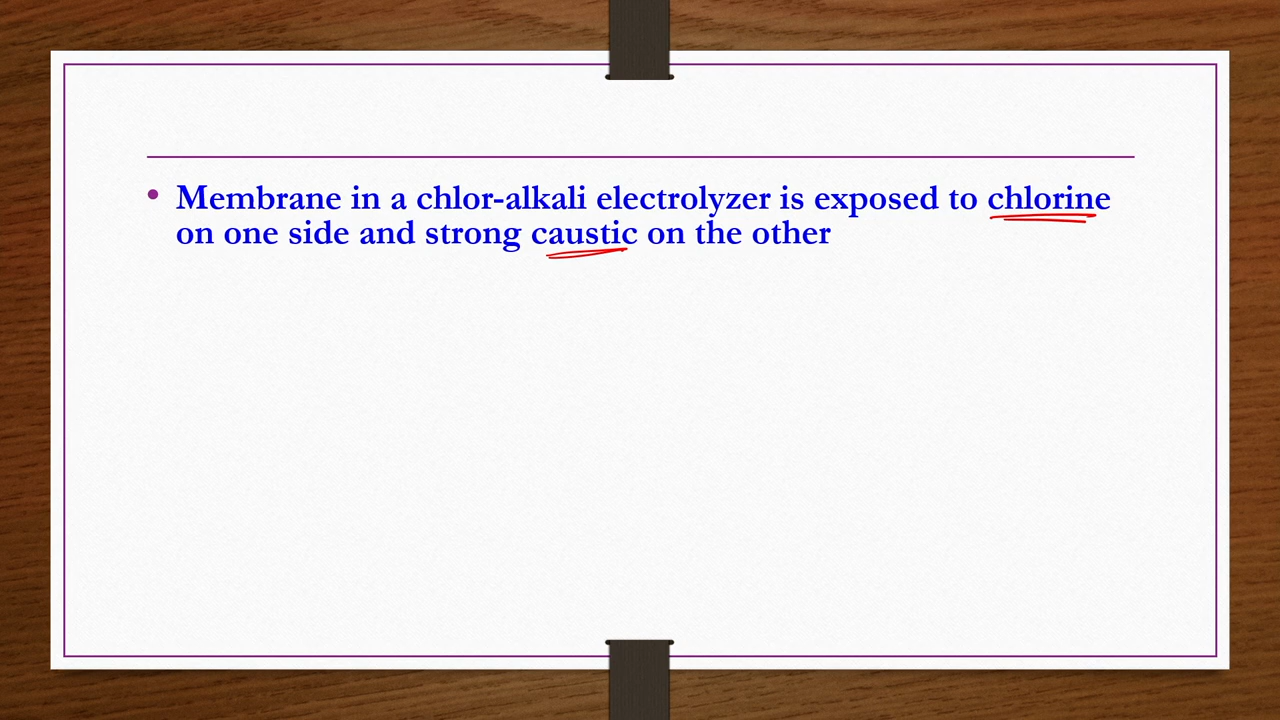 • Membrane in a chlor-alkali electrolyzer is exposed to chlorine
on one side and strong caustic on the other